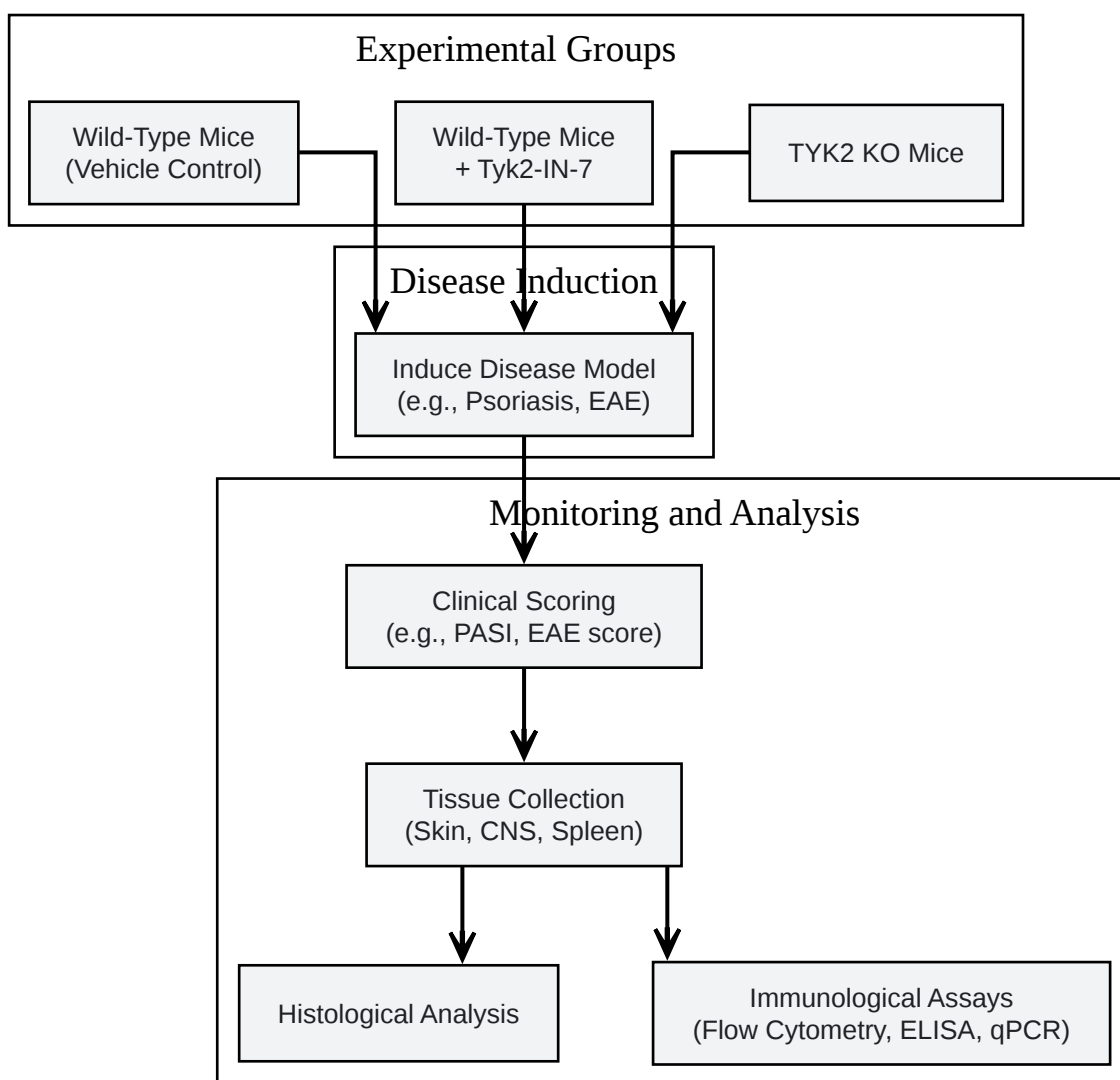 Experimental Groups
Wild-Type Mice
(Vehicle Control)
Wild-Type Mice
+ Tyk2-IN-7
TYK2 KO Mice
Disease Induction
Induce Disease Model
(e.g., Psoriasis, EAE)
Monitoring and Analysis
Clinical Scoring
(e.g., PASI, EAE score)
Tissue Collection
(Skin, CNS, Spleen)
Histological Analysis
Immunological Assays
(Flow Cytometry, ELISA, qPCR)